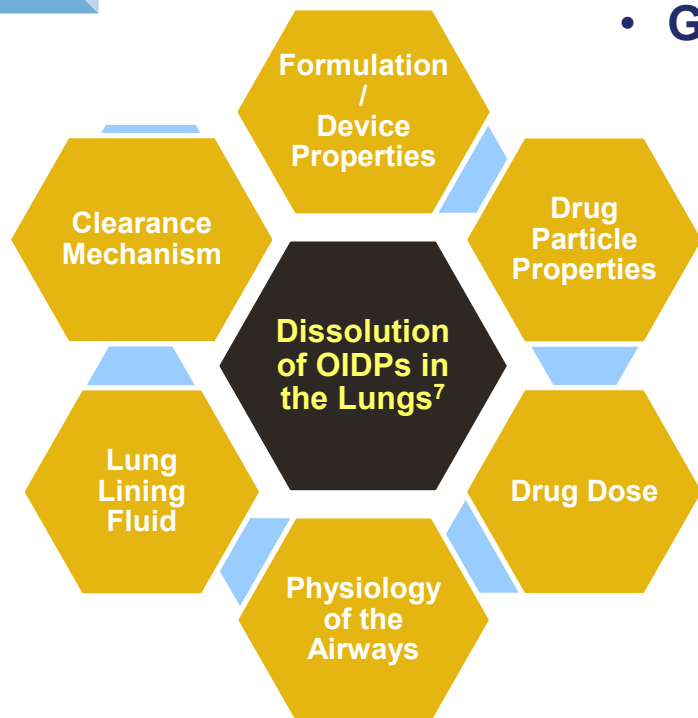 • G
Formulation
/
Device
Properties
Drug
Particle
Properties
Drug Dose
Physiology
of the
Airways
Lung
Lining
Fluid
Clearance
Mechanism
Dissolution
of OIDPs in
the Lungs⁷